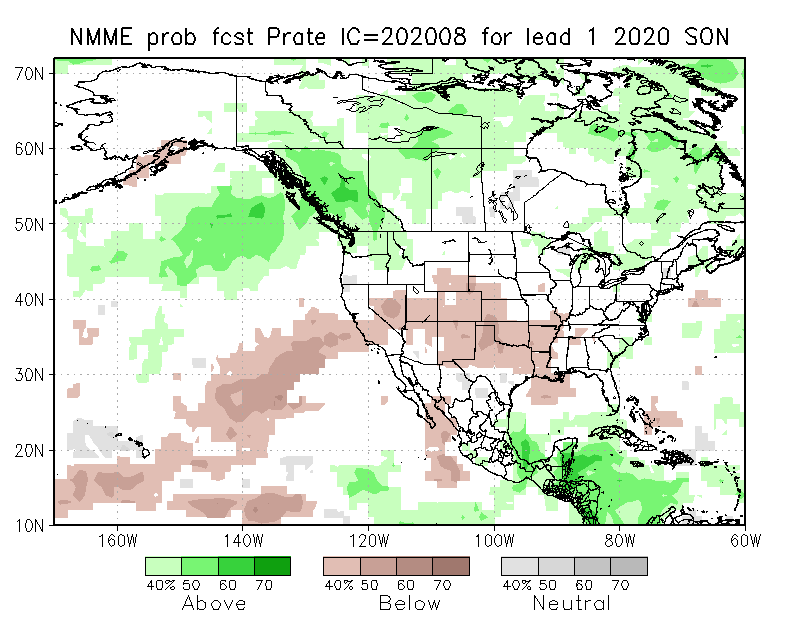 NMME prob fcst Prate IC=202008 for lead 1 2020 SON
70N
60N
50N
40N
30N
20N
10N
160W 140W 120W 100W 80W 60W
40% 50 60 70 40% 50 60 70 40% 50 60 70
Above Below Neutral